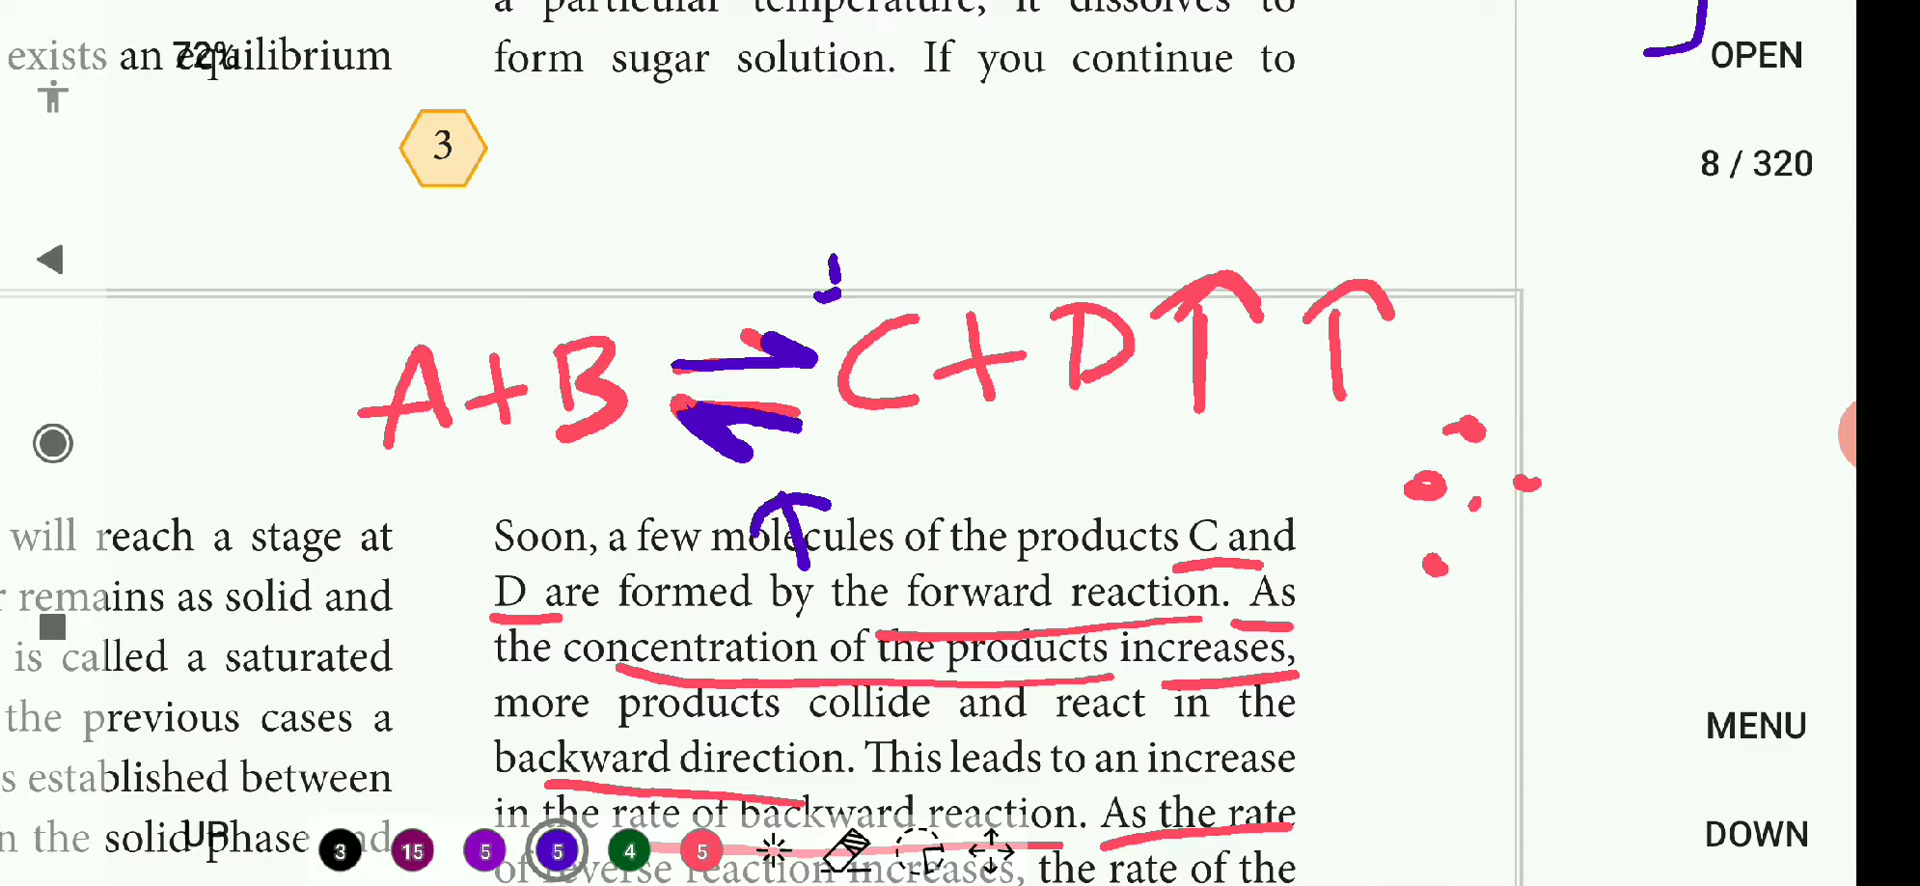 a particular temperature, it dissolves to
exists an equilibrium
72%
form sugar solution. If you continue to
OPEN
3
8 / 320
A+B ⇌ C+D↑↑
will reach a stage at
remains as solid and
is called a saturated
the previous cases a
established between
the solid phase
UP
Soon, a few molecules of the products C and
D are formed by the forward reaction. As
the concentration of the products increases,
more products collide and react in the
backward direction. This leads to an increase
in the rate of backward reaction. As the rate
of reverse reaction increases, the rate of the
MENU
DOWN
3 15 5 5 4 5